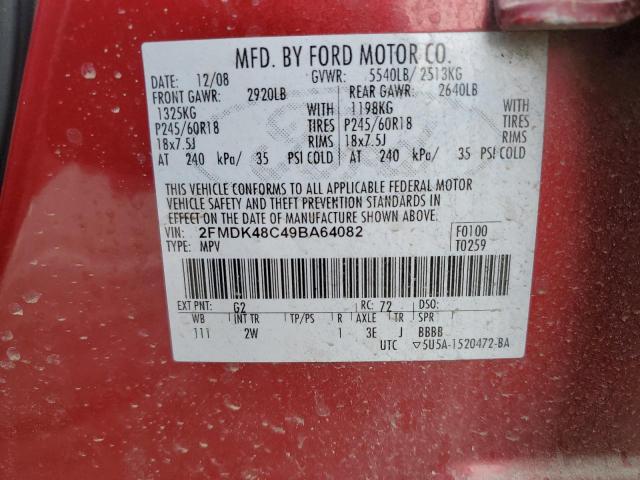 MFD. BY FORD MOTOR CO.
DATE: 12/08 GVWR: 5540LB/ 2513KG
FRONT GAWR: 2920LB REAR GAWR: 2640LB
1325KG WITH 1198KG WITH
P245/60R18 TIRES P245/60R18 TIRES
18x7.5J RIMS 18x7.5J RIMS
AT 240 kPa/ 35 PSI COLD AT 240 kPa/ 35 PSI COLD
THIS VEHICLE CONFORMS TO ALL APPLICABLE FEDERAL MOTOR
VEHICLE SAFETY AND THEFT PREVENTION STANDARDS IN
EFFECT ON THE DATE OF MANUFACTURE SHOWN ABOVE.
VIN: 2FMDK48C49BA64082 F0100
TYPE: MPV T0259
EXT PNT: G2 RC: 72 DSO:
WB INT TR TP/PS R AXLE TR SPR
111 2W 1 3E J BBBB
UTC ▽5U5A-1520472-BA